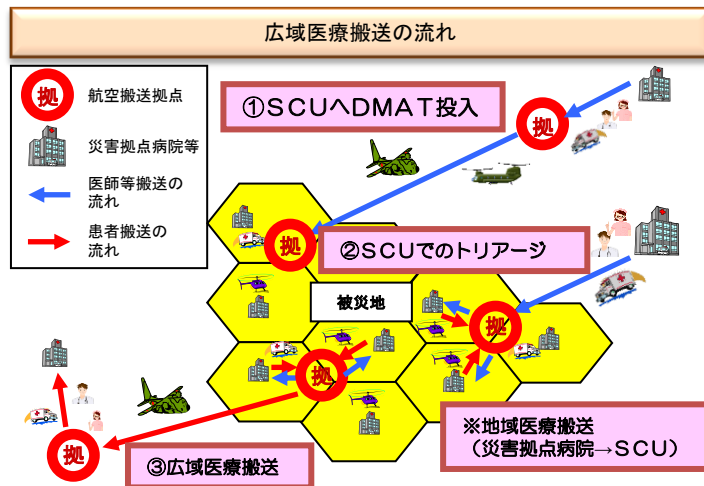 広域医療搬送の流れ
拠
航空搬送拠点
災害拠点病院等
医師等搬送の
流れ
患者搬送の
流れ
①SCUへDMAT投入
拠
拠
②SCUでのトリアージ
被災地
拠
拠
拠
③広域医療搬送
※地域医療搬送
(災害拠点病院→SCU)